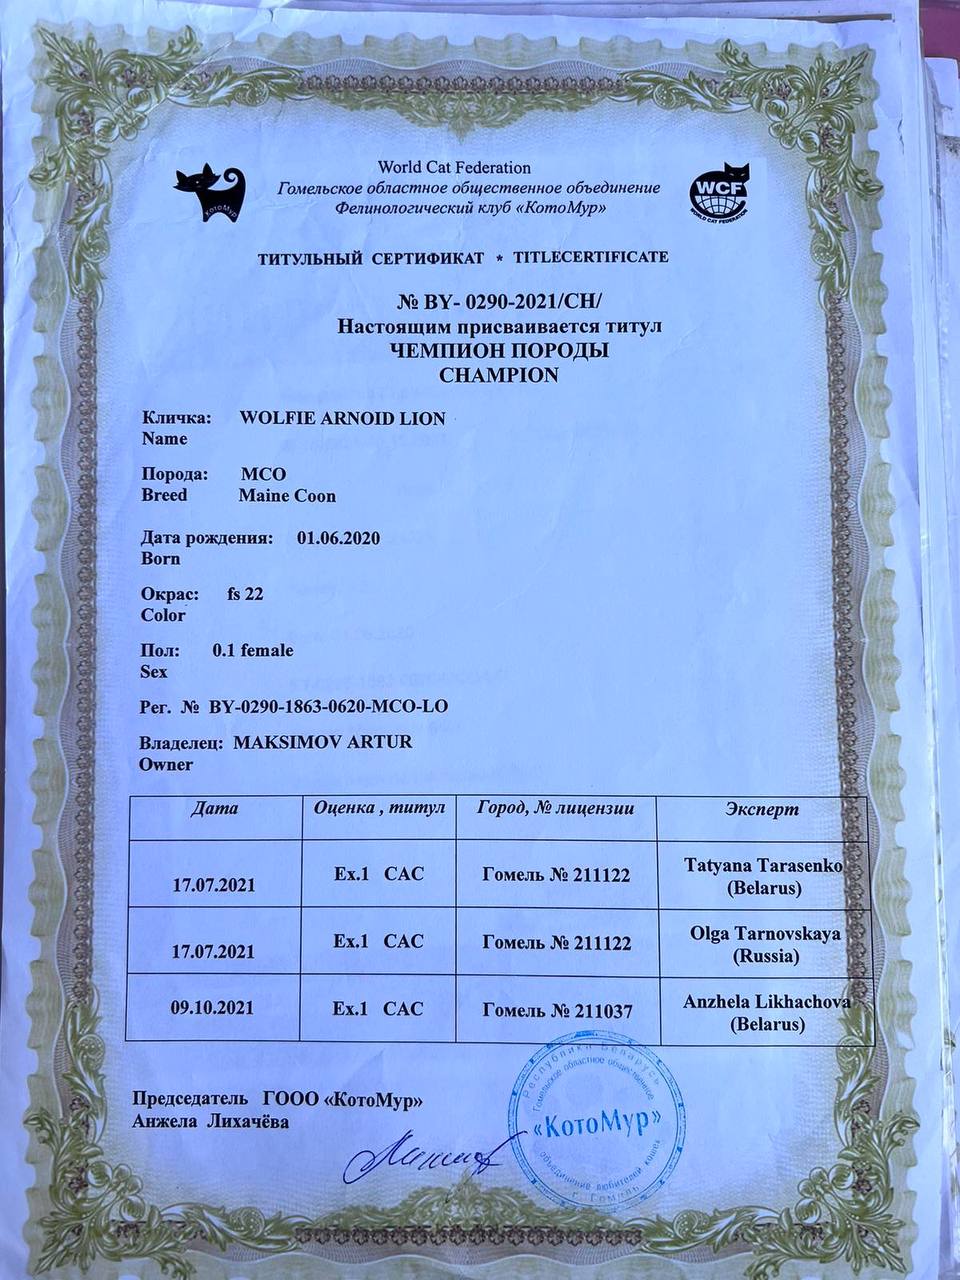 World Cat Federation
Гомельское областное общественное объединение
Фелинологический клуб «КотоМур»
КотоМур
WCF
WORLD CAT FEDERATION
ТИТУЛЬНЫЙ СЕРТИФИКАТ * TITLECERTIFICATE
№ BY- 0290-2021/CH/
Настоящим присваивается титул
ЧЕМПИОН ПОРОДЫ
CHAMPION
Кличка: WOLFIE ARNOID LION
Name
Порода: MCO
Breed Maine Coon
Дата рождения: 01.06.2020
Born
Окрас: fs 22
Color
Пол: 0.1 female
Sex
Рег. № BY-0290-1863-0620-MCO-LO
Владелец: MAKSIMOV ARTUR
Owner
Дата Оценка , титул Город, № лицензии Эксперт
17.07.2021 Ex.1 CAC Гомель № 211122 Tatyana Tarasenko (Belarus)
17.07.2021 Ex.1 CAC Гомель № 211122 Olga Tarnovskaya (Russia)
09.10.2021 Ex.1 CAC Гомель № 211037 Anzhela Likhachova (Belarus)
Председатель ГООО «КотоМур»
Анжела Лихачёва
Республика Беларусь
Гомельское областное общественное
«КотоМур»
объединение любителей кошек
г. Гомель